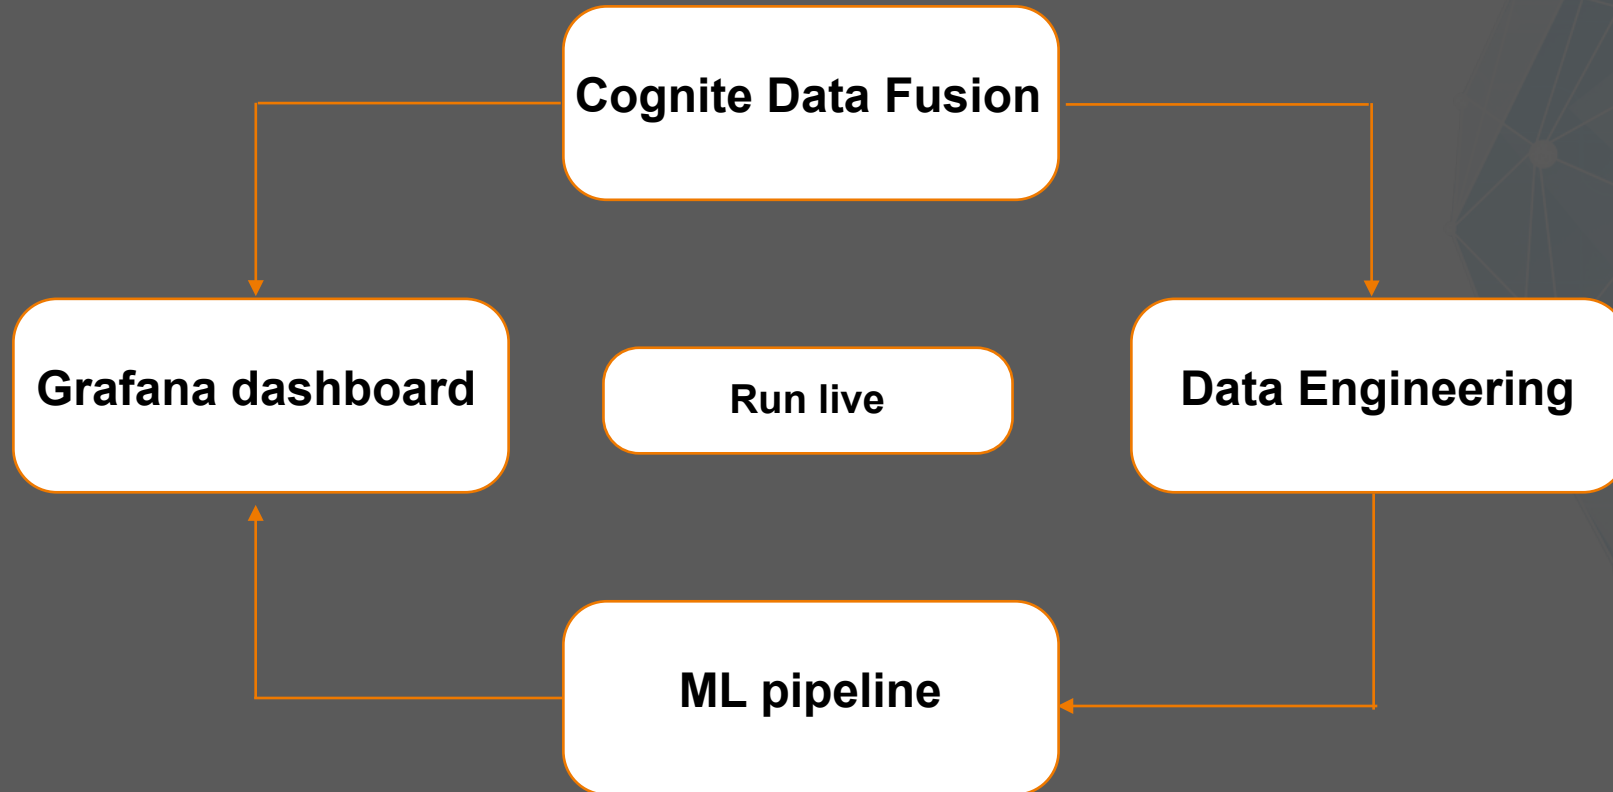 Cognite Data Fusion
Grafana dashboard
Run live
Data Engineering
ML pipeline